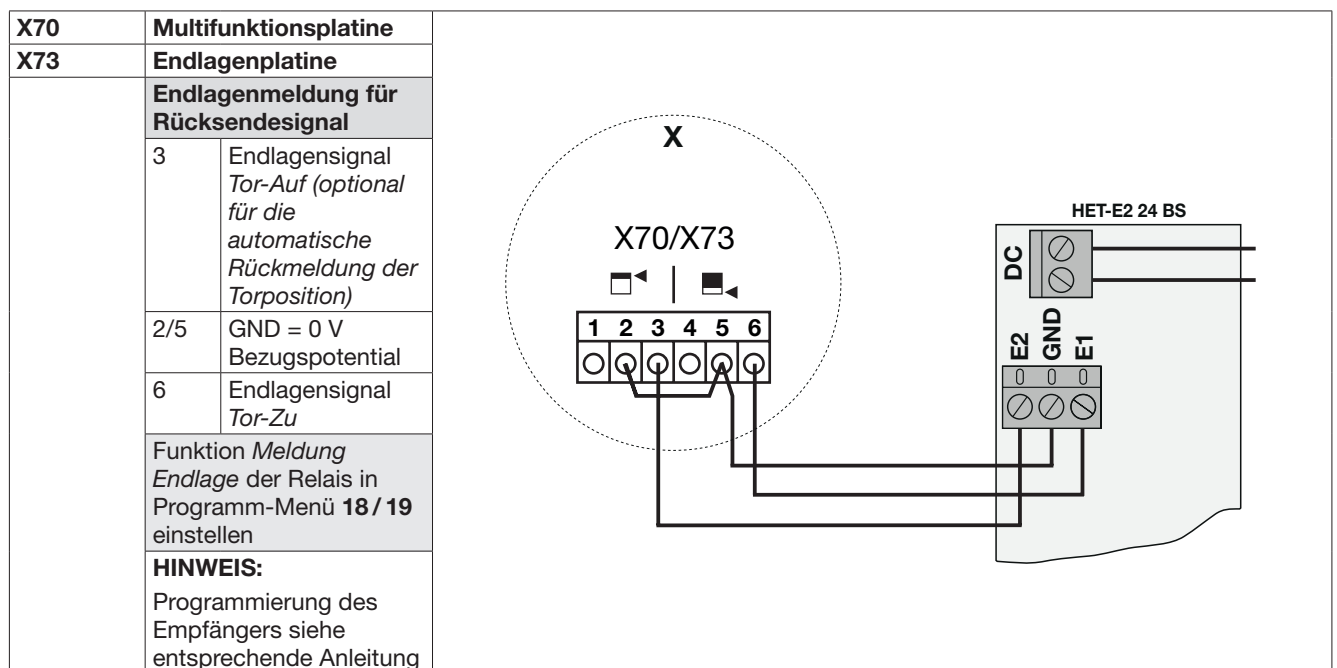 X70 Multifunktionsplatine
X73 Endlagenplatine
Endlagenmeldung für
Rücksendesignal
3 Endlagensignal
Tor-Auf (optional
für die
automatische
Rückmeldung der
Torposition)
2/5 GND = 0 V
Bezugspotential
6 Endlagensignal
Tor-Zu
Funktion Meldung
Endlage der Relais in
Programm-Menü 18 / 19
einstellen
HINWEIS:
Programmierung des
Empfängers siehe
entsprechende Anleitung
X
X70/X73
1 2 3 4 5 6
HET-E2 24 BS
DC
E2 GND E1
0 0 0